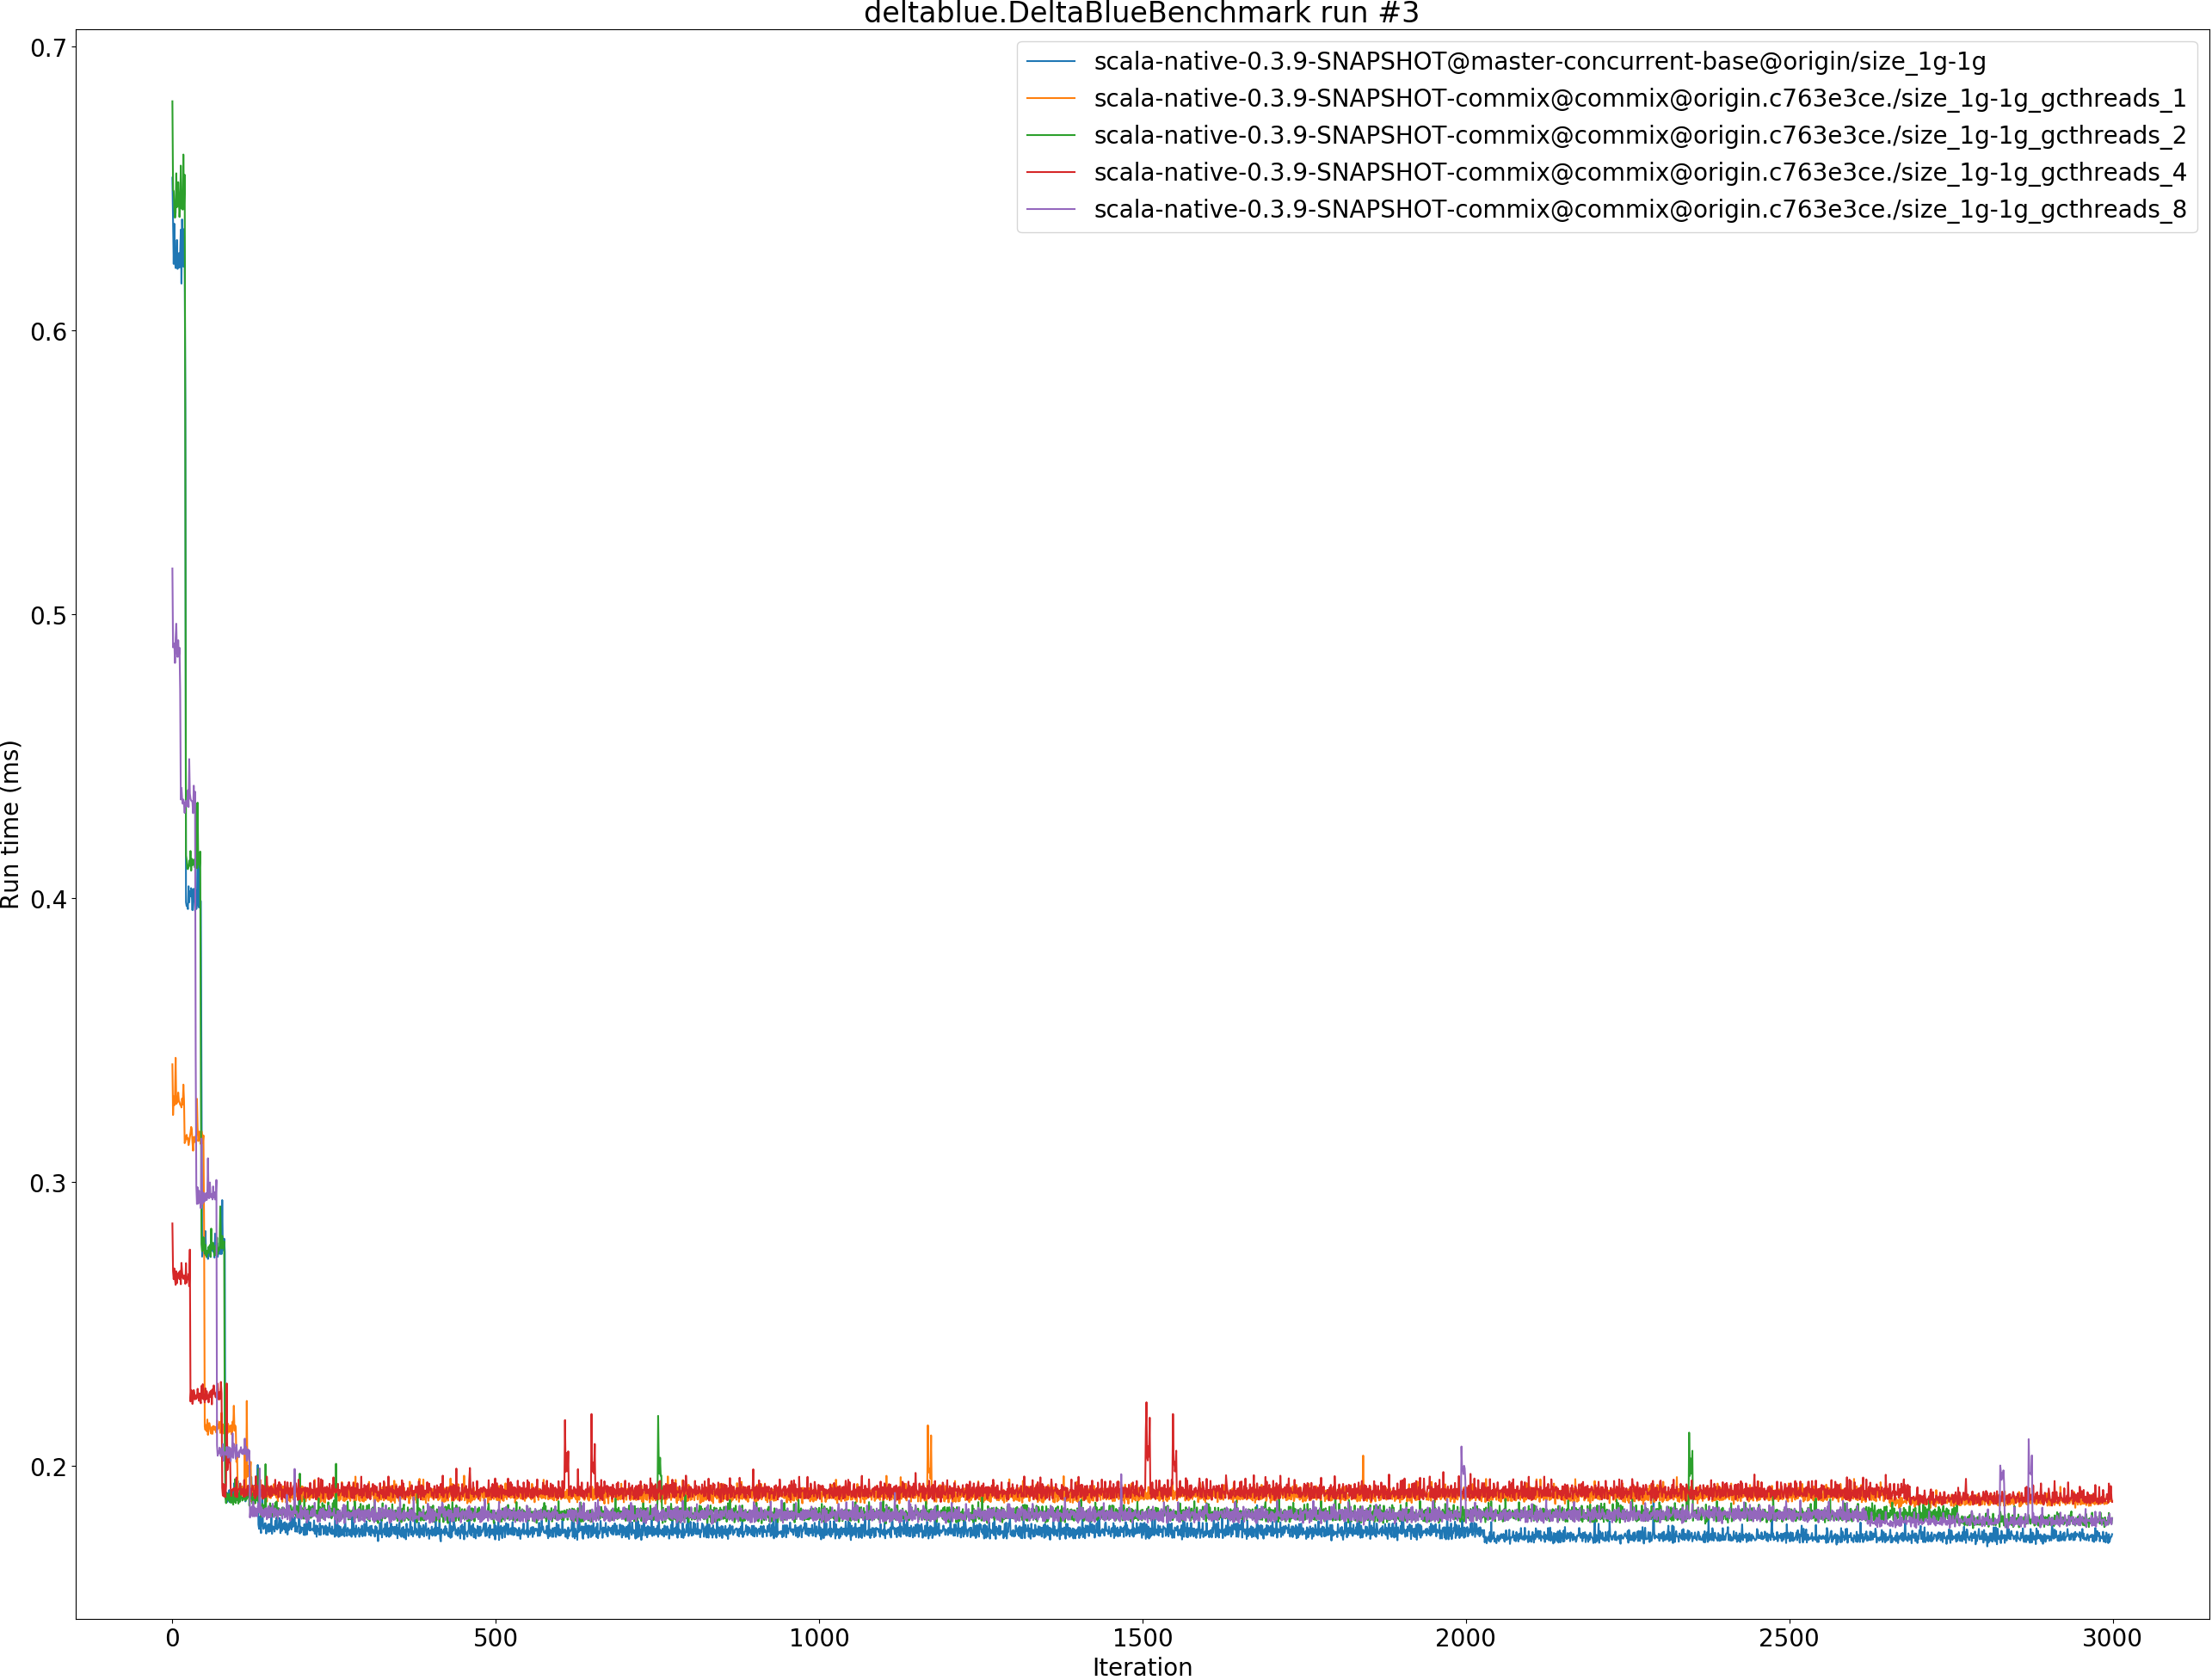 deltablue.DeltaBlueBenchmark run #3
scala-native-0.3.9-SNAPSHOT@master-concurrent-base@origin/size_1g-1g
scala-native-0.3.9-SNAPSHOT-commix@commix@origin.c763e3ce./size_1g-1g_gcthreads_1
scala-native-0.3.9-SNAPSHOT-commix@commix@origin.c763e3ce./size_1g-1g_gcthreads_2
scala-native-0.3.9-SNAPSHOT-commix@commix@origin.c763e3ce./size_1g-1g_gcthreads_4
scala-native-0.3.9-SNAPSHOT-commix@commix@origin.c763e3ce./size_1g-1g_gcthreads_8
Run time (ms)
0.7
0.6
0.5
0.4
0.3
0.2
0 500 1000 1500 2000 2500 3000
Iteration